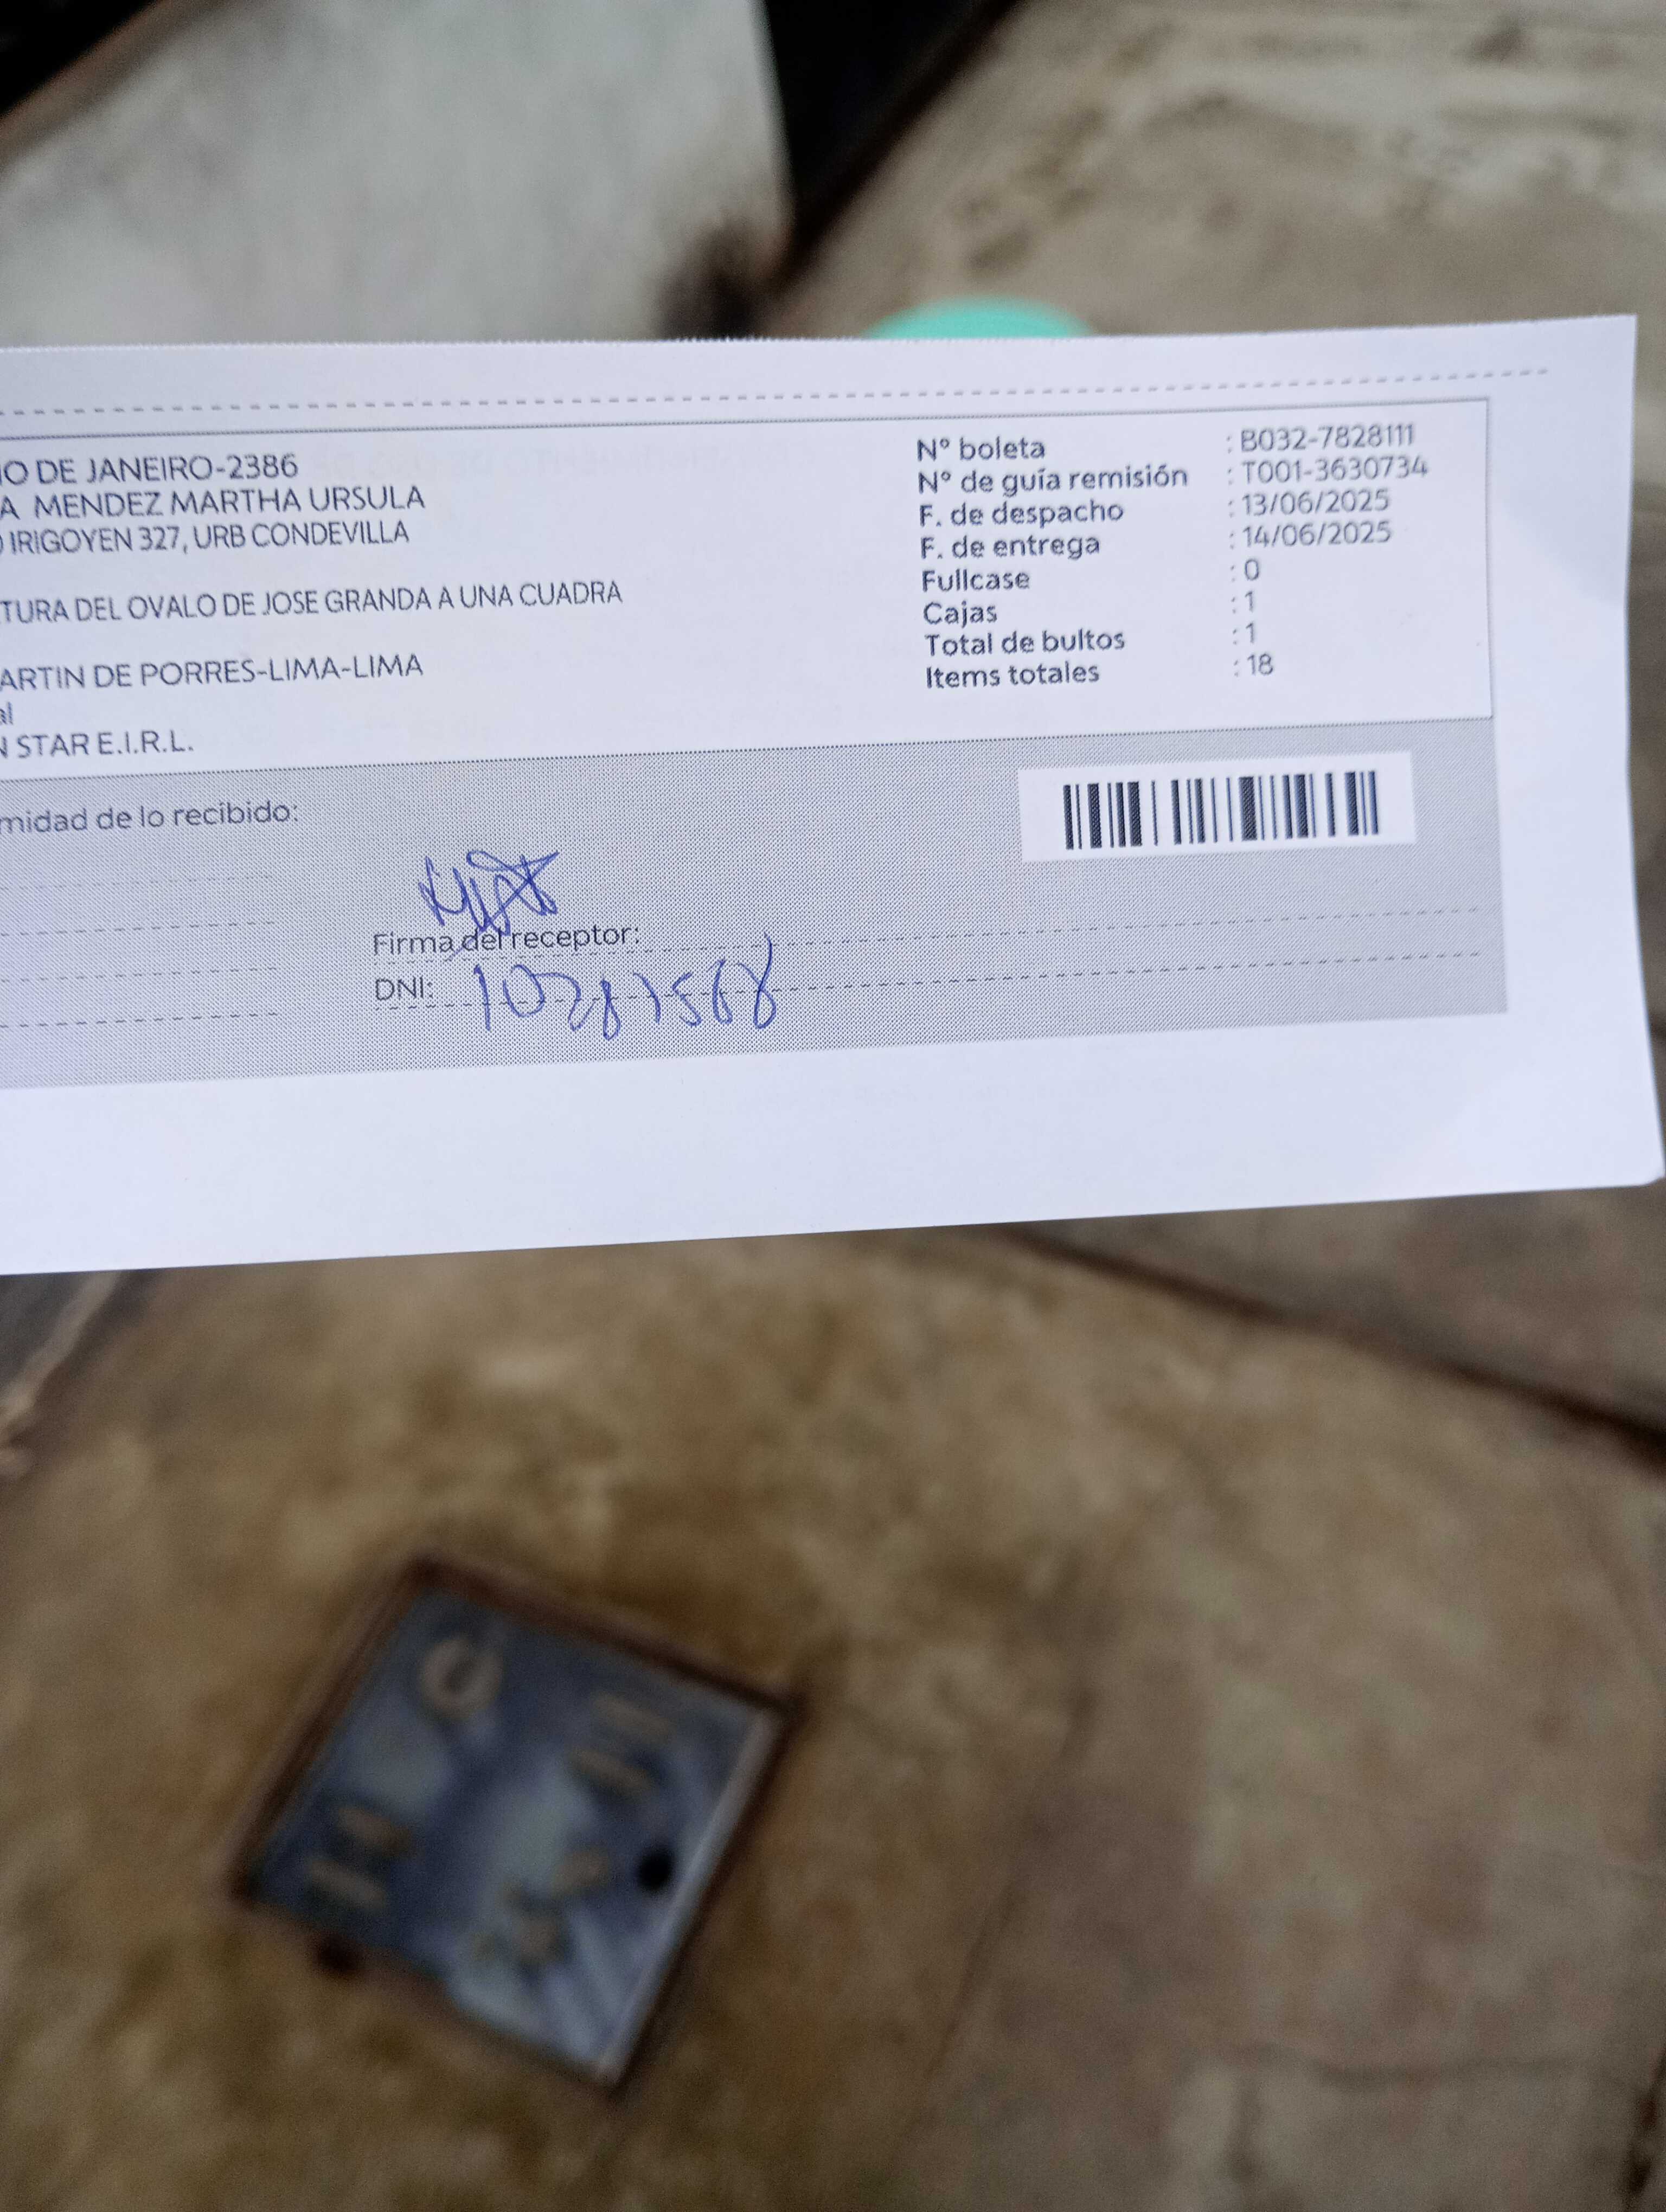 IO DE JANEIRO-2386
A MENDEZ MARTHA URSULA
IRIGOYEN 327, URB CONDEVILLA
TURA DEL OVALO DE JOSE GRANDA A UNA CUADRA
ARTIN DE PORRES-LIMA-LIMA
al
N STAR E.I.R.L.
Nº boleta : B032-7828111
Nº de guía remisión : T001-3630734
F. de despacho : 13/06/2025
F. de entrega : 14/06/2025
Fullcase : 0
Cajas : 1
Total de bultos : 1
Items totales : 18
midad de lo recibido:
Firma del receptor:
DNI: